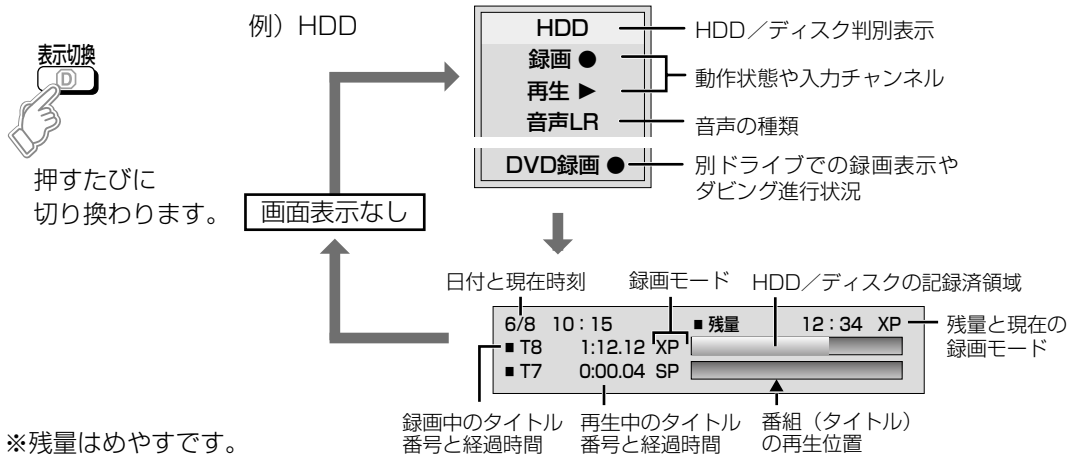 例）HDD
表示切換
D
押すたびに
切り換わります。
画面表示なし
HDD
録画 ●
再生 ▶
音声LR
DVD録画 ●
HDD／ディスク判別表示
動作状態や入力チャンネル
音声の種類
別ドライブでの録画表示や
ダビング進行状況
日付と現在時刻
録画モード
HDD／ディスクの記録済領域
6/8 10：15 ■ 残量 12：34 XP
■ T8 1:12.12 XP
■ T7 0:00.04 SP
残量と現在の
録画モード
録画中のタイトル
番号と経過時間
再生中のタイトル
番号と経過時間
番組（タイトル）
の再生位置
※残量はめやすです。